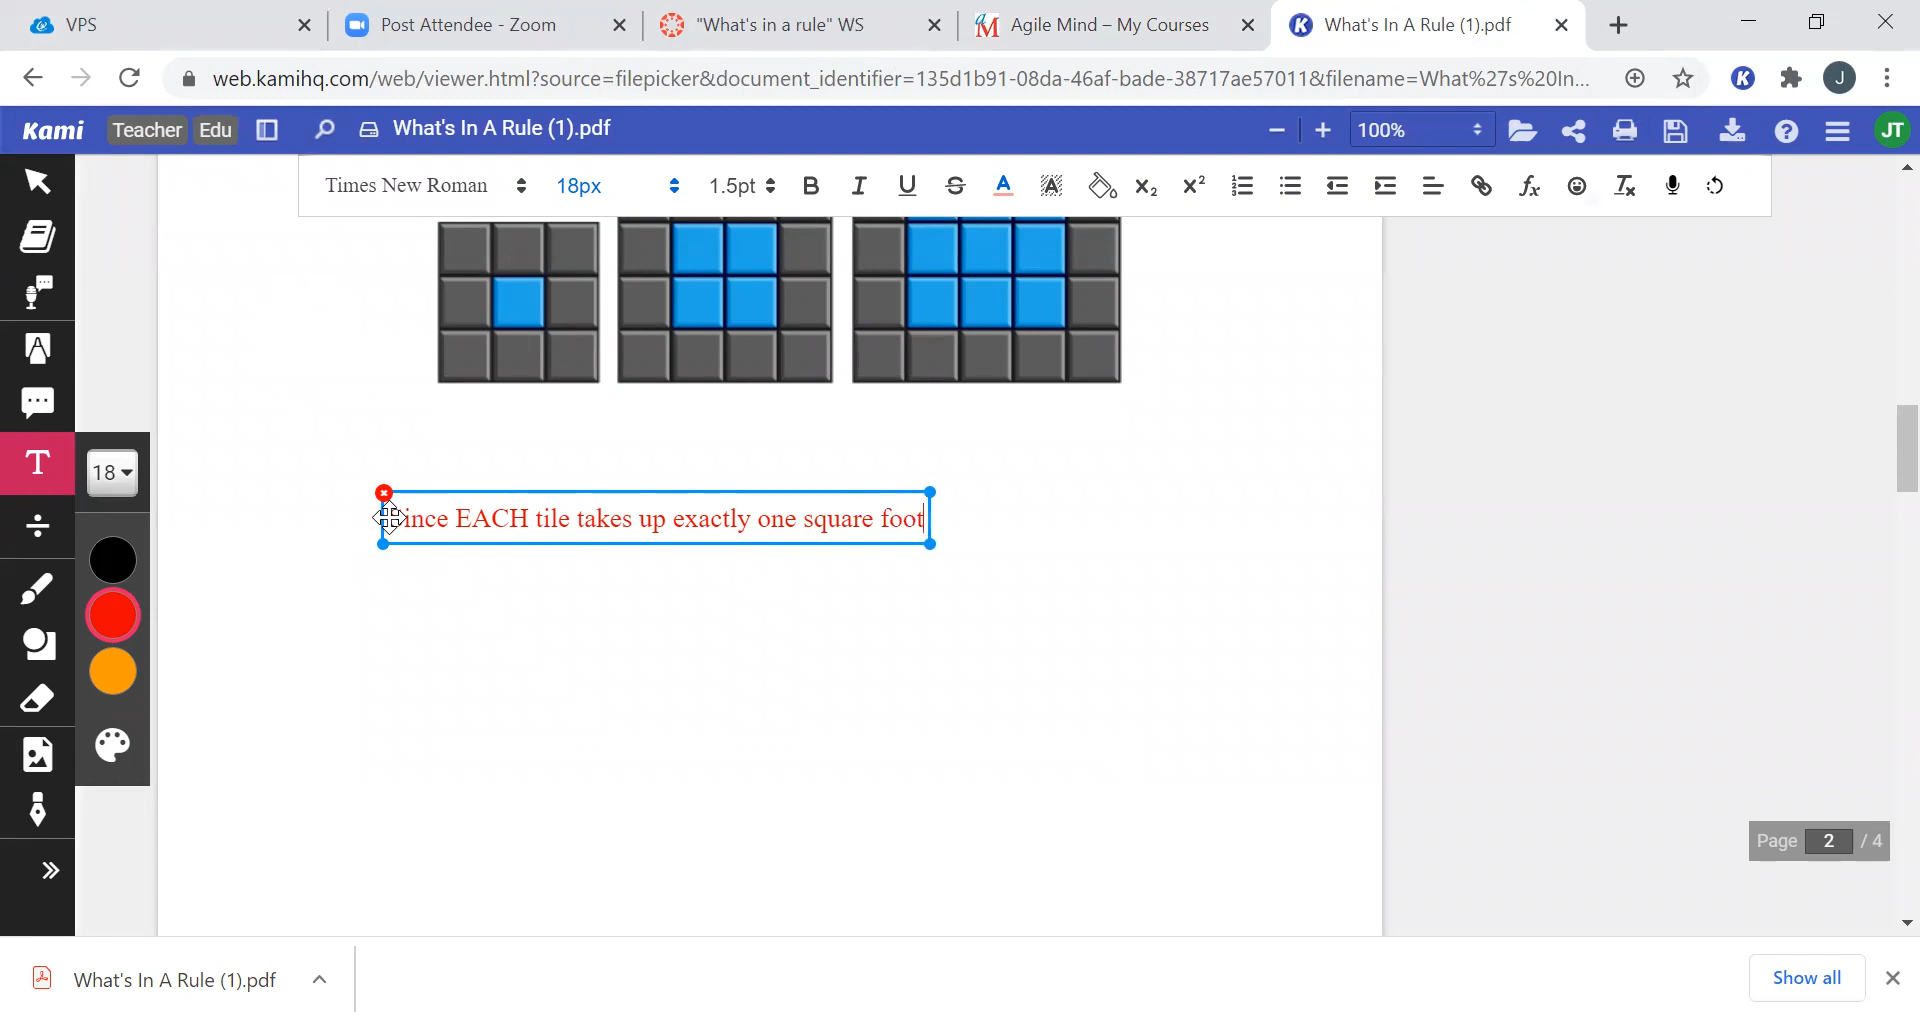 VPS
Post Attendee - Zoom
"What's in a rule" WS
Agile Mind – My Courses
What's In A Rule (1).pdf
web.kamihq.com/web/viewer.html?source=filepicker&document_identifier=135d1b91-08da-46af-bade-38717ae57011&filename=What%27s%20In...
J
Kami Teacher Edu What's In A Rule (1).pdf 100% JT
Times New Roman 18px 1.5pt
18
ince EACH tile takes up exactly one square foot
Page 2 / 4
What's In A Rule (1).pdf
Show all